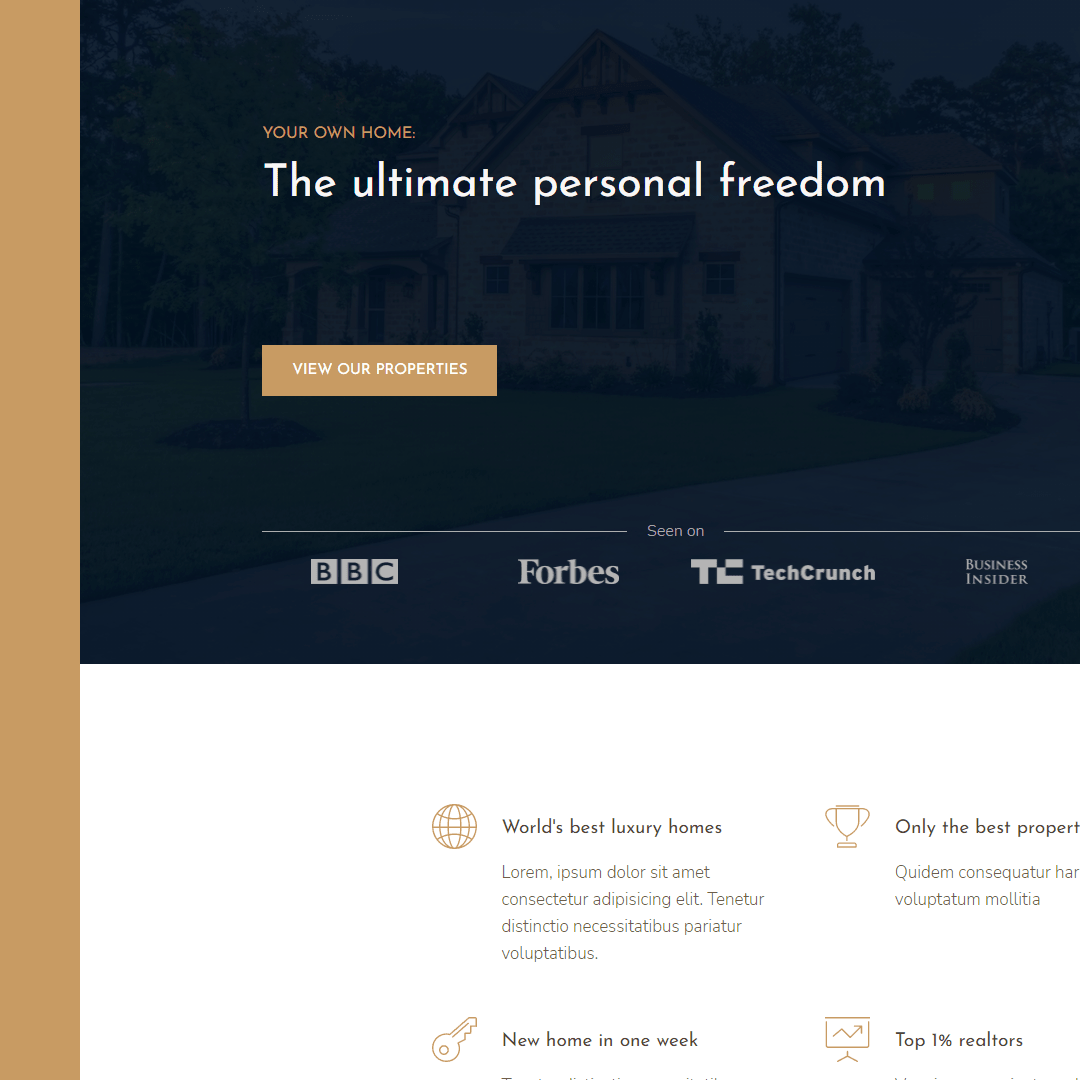 YOUR OWN HOME:
The ultimate personal freedom
VIEW OUR PROPERTIES
Seen on
BBC Forbes TechCrunch BUSINESS
INSIDER
World's best luxury homes
Lorem, ipsum dolor sit amet
consectetur adipisicing elit. Tenetur
distinctio necessitatibus pariatur
voluptatibus.
Only the best propert
Quidem consequatur har
voluptatum mollitia
New home in one week
Top 1% realtors